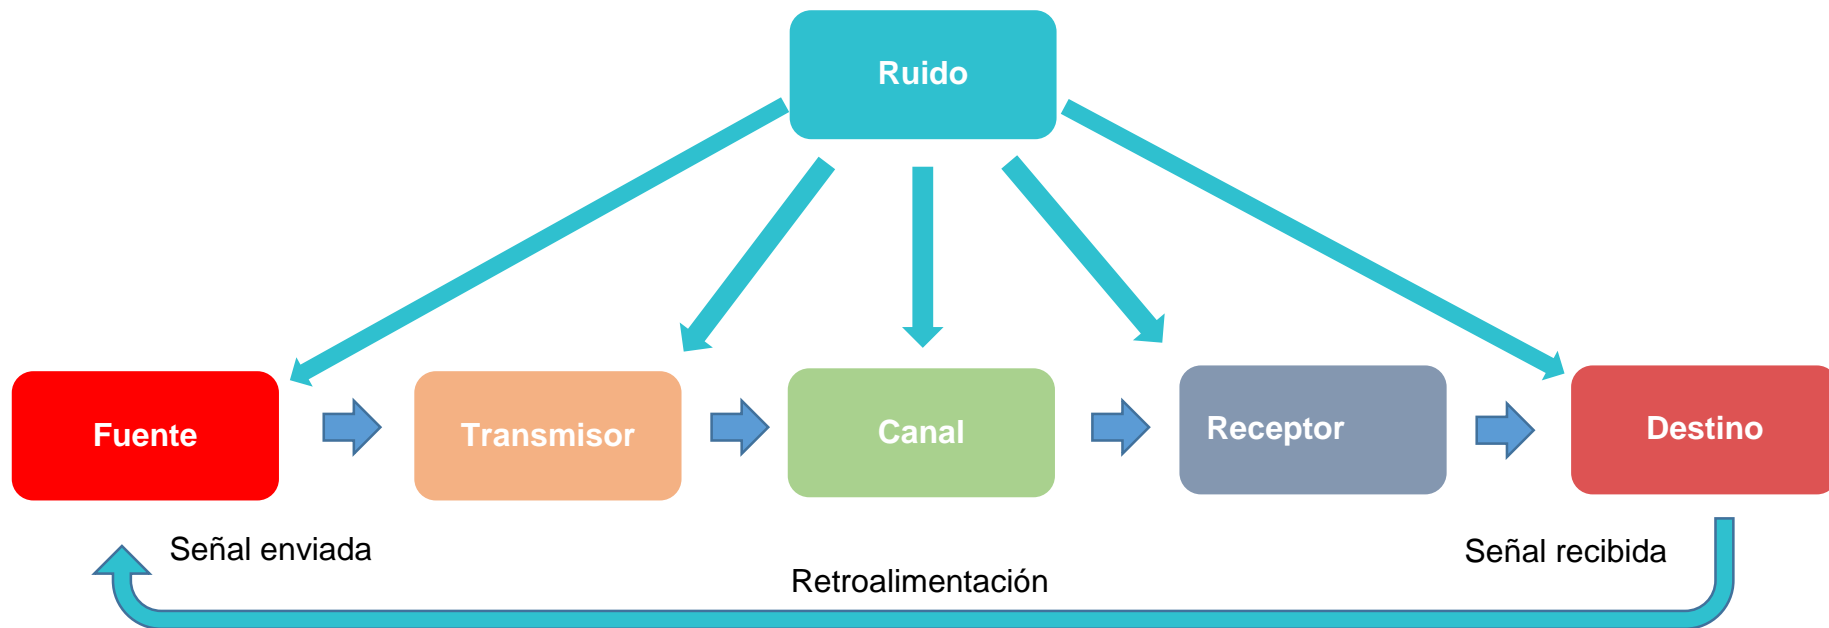 Ruido
Fuente
Transmisor
Canal
Receptor
Destino
Señal enviada
Señal recibida
Retroalimentación